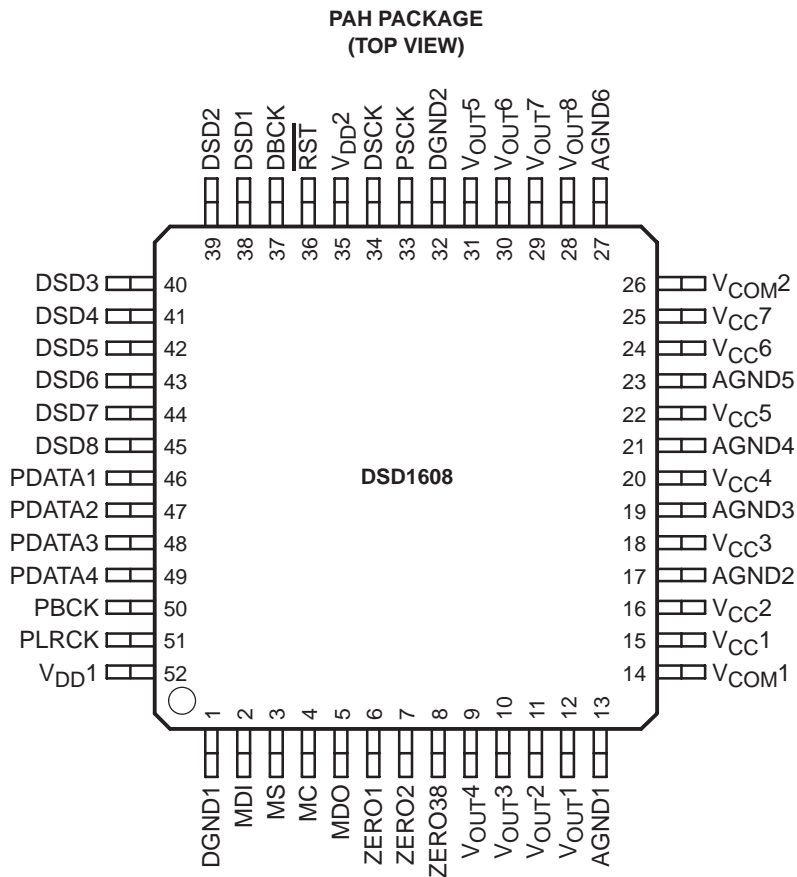 PAH PACKAGE
(TOP VIEW)
DSD2
DSD1
DBCK
RST
VDD2
DSCK
PSCK
DGND2
VOUT5
VOUT6
VOUT7
VOUT8
AGND6
39
38
37
36
35
34
33
32
31
30
29
28
27
DSD3 40
DSD4 41
DSD5 42
DSD6 43
DSD7 44
DSD8 45
PDATA1 46
PDATA2 47
PDATA3 48
PDATA4 49
PBCK 50
PLRCK 51
VDD1 52
DSD1608
26 VCOM2
25 VCC7
24 VCC6
23 AGND5
22 VCC5
21 AGND4
20 VCC4
19 AGND3
18 VCC3
17 AGND2
16 VCC2
15 VCC1
14 VCOM1
1
2
3
4
5
6
7
8
9
10
11
12
13
DGND1
MDI
MS
MC
MDO
ZERO1
ZERO2
ZERO38
VOUT4
VOUT3
VOUT2
VOUT1
AGND1